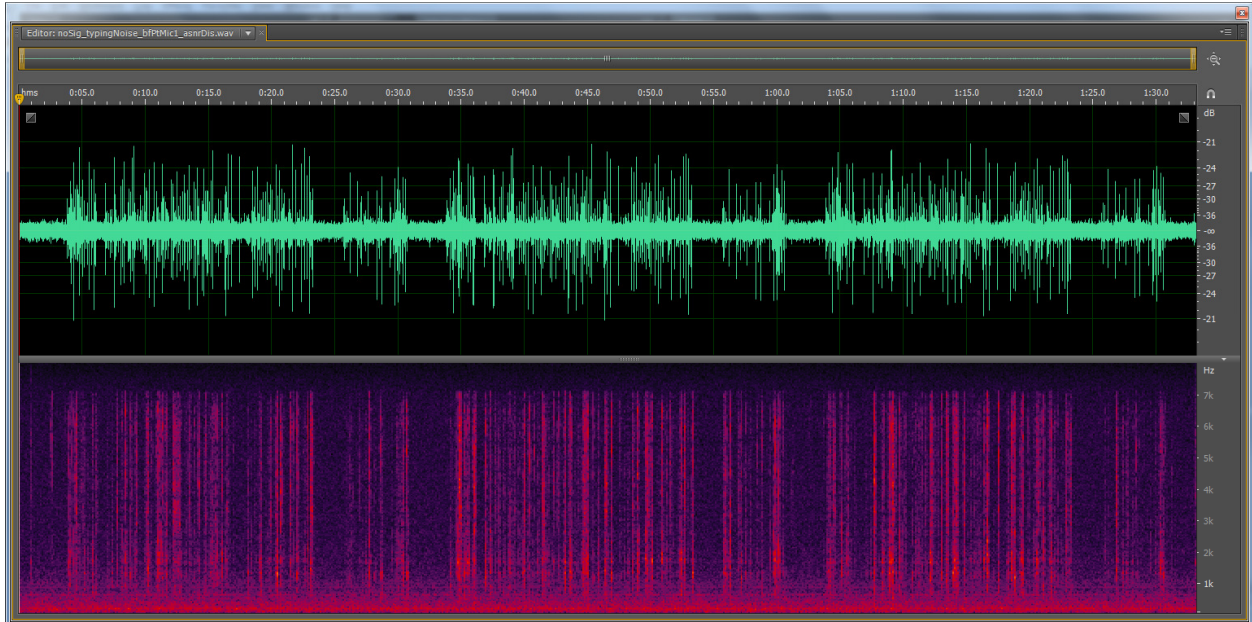 Editor: noSig_typingNoise_bfPtMic1_asnrDis.wav
hms 0:05.0 0:10.0 0:15.0 0:20.0 0:25.0 0:30.0 0:35.0 0:40.0 0:45.0 0:50.0 0:55.0 1:00.0 1:05.0 1:10.0 1:15.0 1:20.0 1:25.0 1:30.0
dB
-21
-24
-27
-30
-36
-∞
-36
-30
-27
-24
-21
Hz
7k
6k
5k
4k
3k
2k
1k